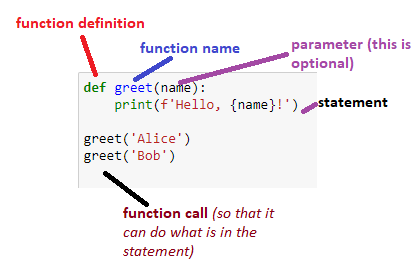 function definition
function name
parameter (this is
optional)
def greet(name):
    print(f'Hello, {name}!')
statement
greet('Alice')
greet('Bob')
function call (so that it
can do what is in the
statement)